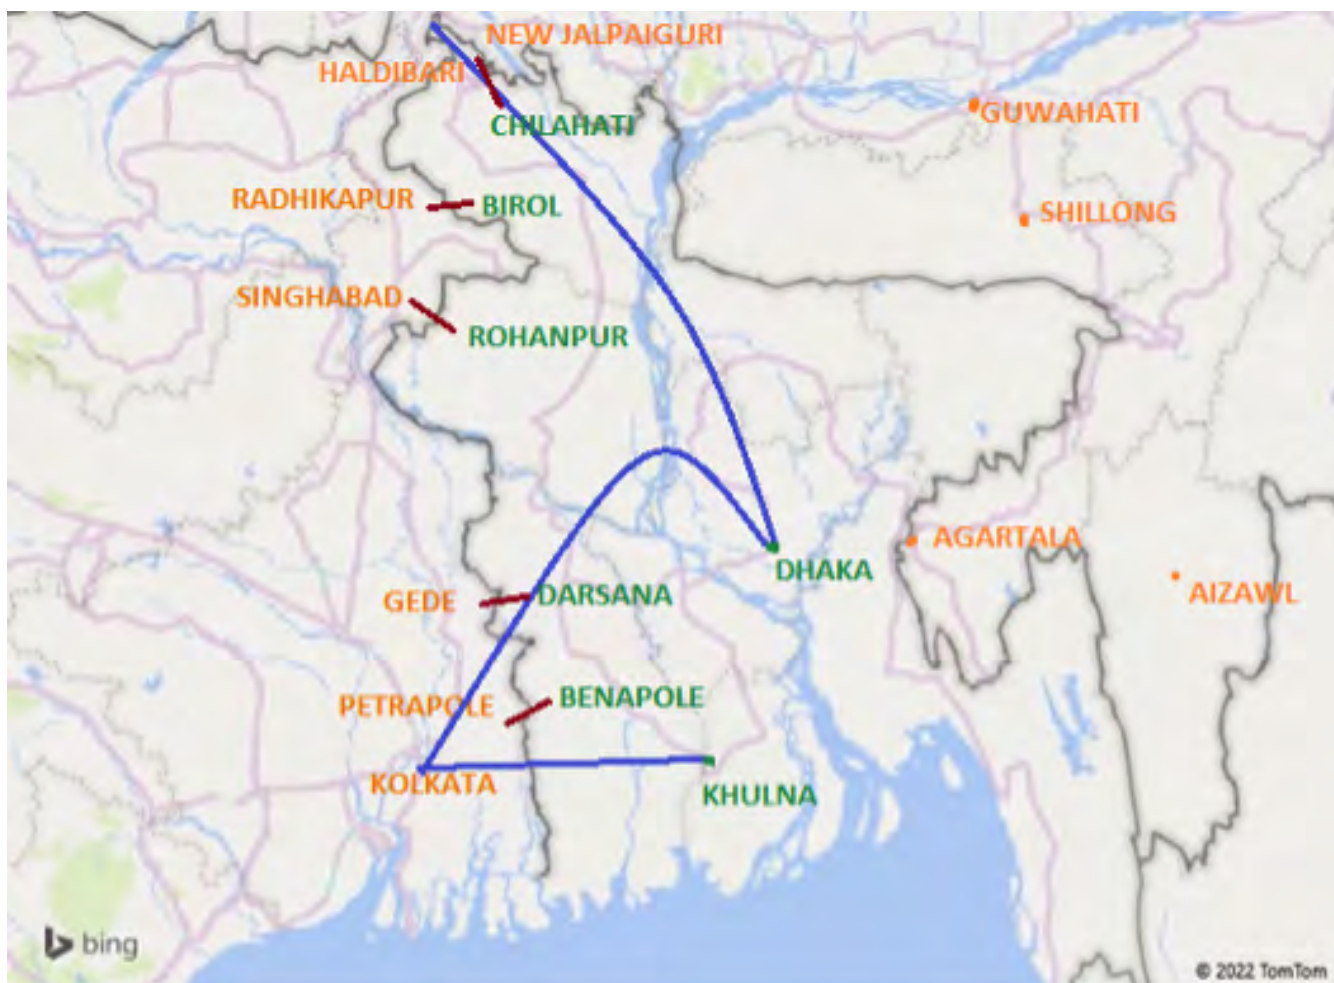 NEW JALPAIGURI
HALDIBARI
CHILAHATI
GUWAHATI
RADHIKAPUR
BIROL
SHILLONG
SINGHABAD
ROHANPUR
AGARTALA
DHAKA
GEDE
DARSANA
AIZAWL
PETRAPOLE
BENAPOLE
KOLKATA
KHULNA
bing
© 2022 TomTom